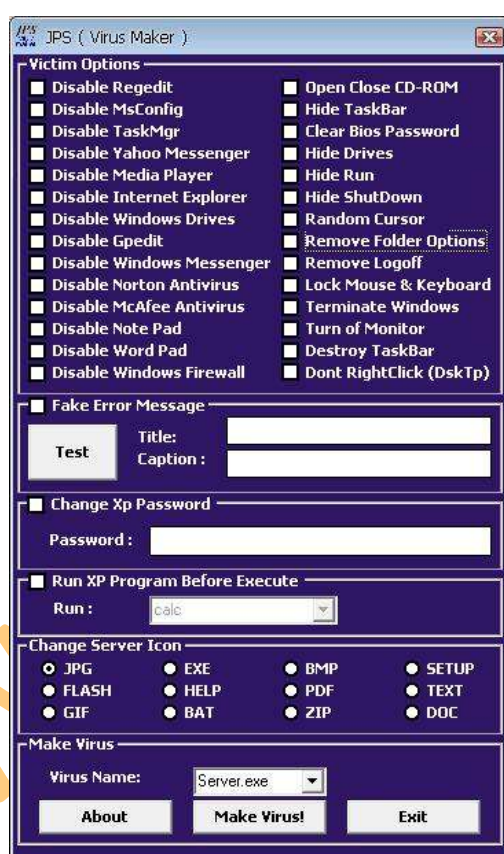 JPS ( Virus Maker )
Victim Options
Disable Regedit
Disable MsConfig
Disable TaskMgr
Disable Yahoo Messenger
Disable Media Player
Disable Internet Explorer
Disable Windows Drives
Disable Gpedit
Disable Windows Messenger
Disable Norton Antivirus
Disable McAfee Antivirus
Disable Note Pad
Disable Word Pad
Disable Windows Firewall
Open Close CD-ROM
Hide TaskBar
Clear Bios Password
Hide Drives
Hide Run
Hide ShutDown
Random Cursor
Remove Folder Options
Remove Logoff
Lock Mouse & Keyboard
Terminate Windows
Turn of Monitor
Destroy TaskBar
Dont RightClick (DskTp)
Fake Error Message
Test
Title:
Caption :
Change Xp Password
Password :
Run XP Program Before Execute
Run : calc
Change Server Icon
JPG EXE BMP SETUP
FLASH HELP PDF TEXT
GIF BAT ZIP DOC
Make Virus
Virus Name: Server.exe
About Make Virus! Exit